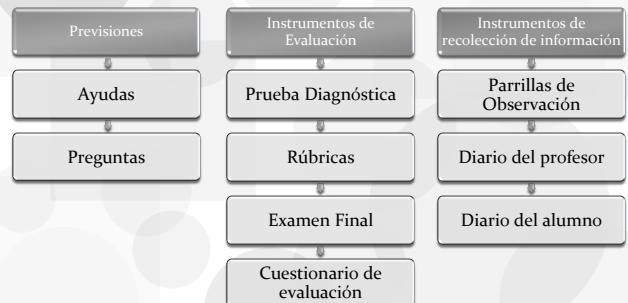 Previsiones
Ayudas
Preguntas
Instrumentos de
Evaluación
Prueba Diagnóstica
Rúbricas
Examen Final
Cuestionario de
evaluación
Instrumentos de
recolección de información
Parrillas de
Observación
Diario del profesor
Diario del alumno